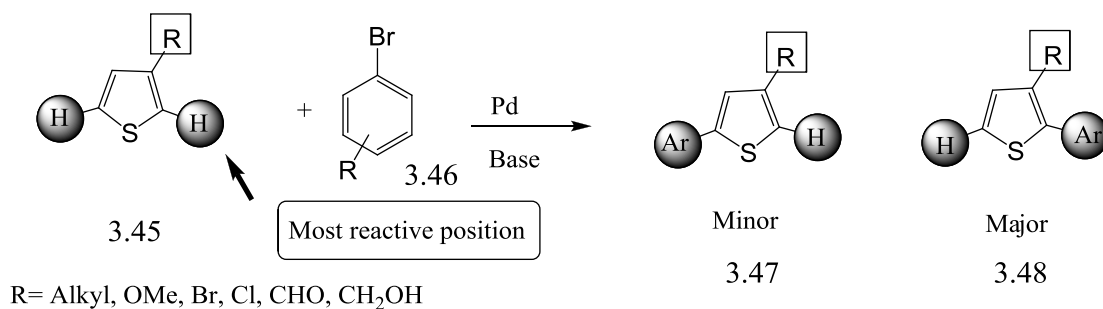 R
H
H
S
3.45
+
Br
R
3.46
Pd
Base
Most reactive position
R
Ar
H
S
Minor
3.47
R
H
Ar
S
Major
3.48
R= Alkyl, OMe, Br, Cl, CHO, CH₂OH